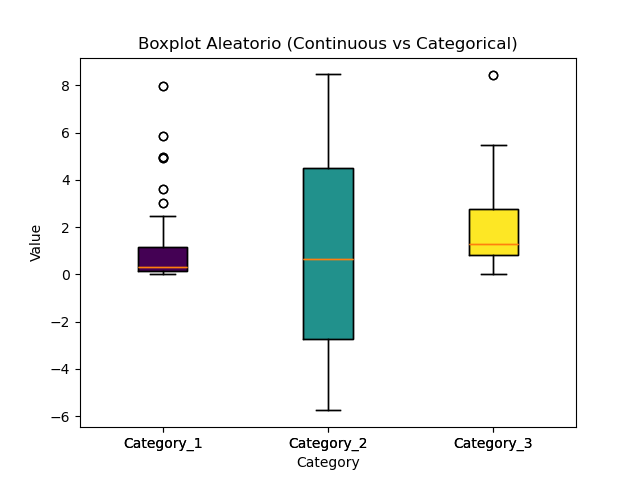 Boxplot Aleatorio (Continuous vs Categorical)
8
6
4
2
0
−2
−4
−6
Value
Category_1 Category_2 Category_3
Category